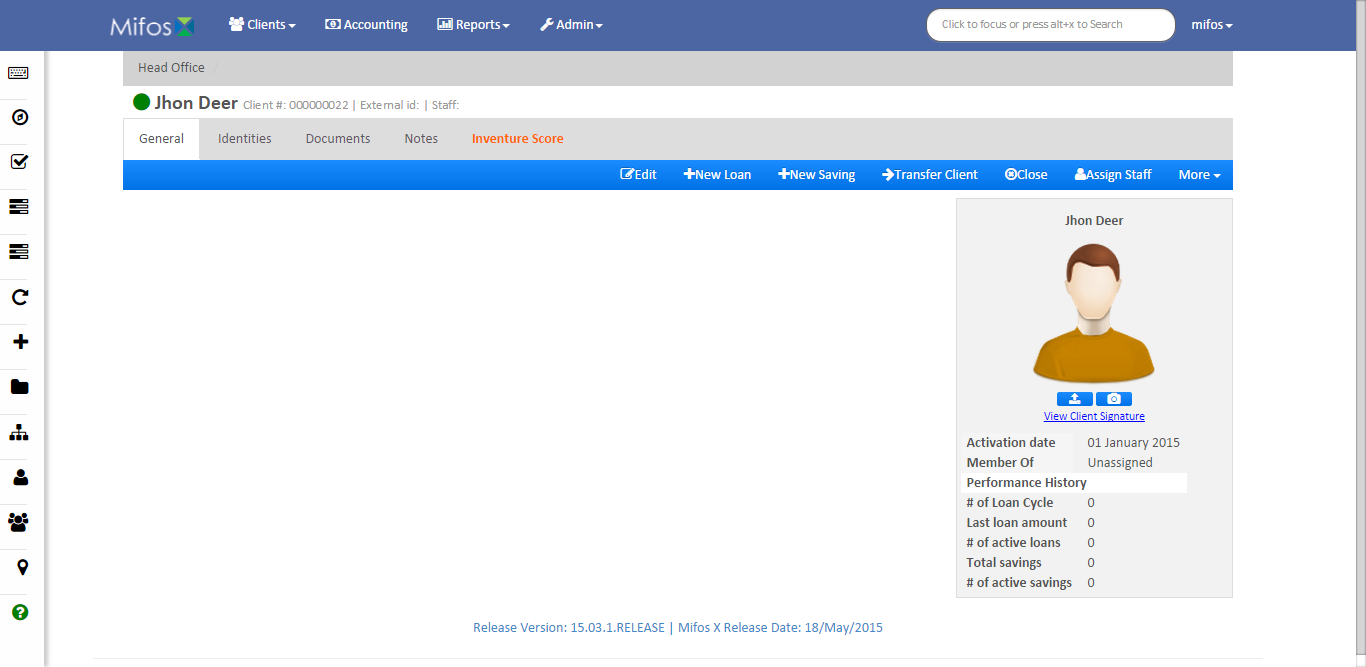 Mifos X Clients Accounting Reports Admin Click to focus or press alt+x to Search mifos
Head Office /
Jhon Deer Client #: 000000022 | External id: | Staff:
General Identities Documents Notes Inventure Score
Edit New Loan New Saving Transfer Client Close Assign Staff More
Jhon Deer
View Client Signature
Activation date 01 January 2015
Member Of Unassigned
Performance History
# of Loan Cycle 0
Last loan amount 0
# of active loans 0
Total savings 0
# of active savings 0
Release Version: 15.03.1.RELEASE | Mifos X Release Date: 18/May/2015